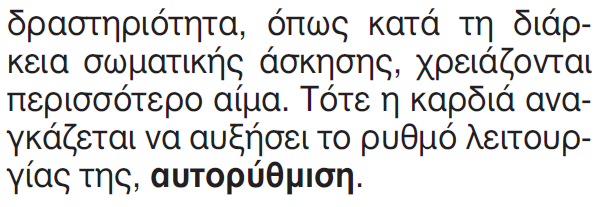 δραστηριότητα, όπως κατά τη διάρ-
κεια σωματικής άσκησης, χρειάζονται
περισσότερο αίμα. Τότε η καρδιά ανα-
γκάζεται να αυξήσει το ρυθμό λειτουρ-
γίας της, αυτορύθμιση.